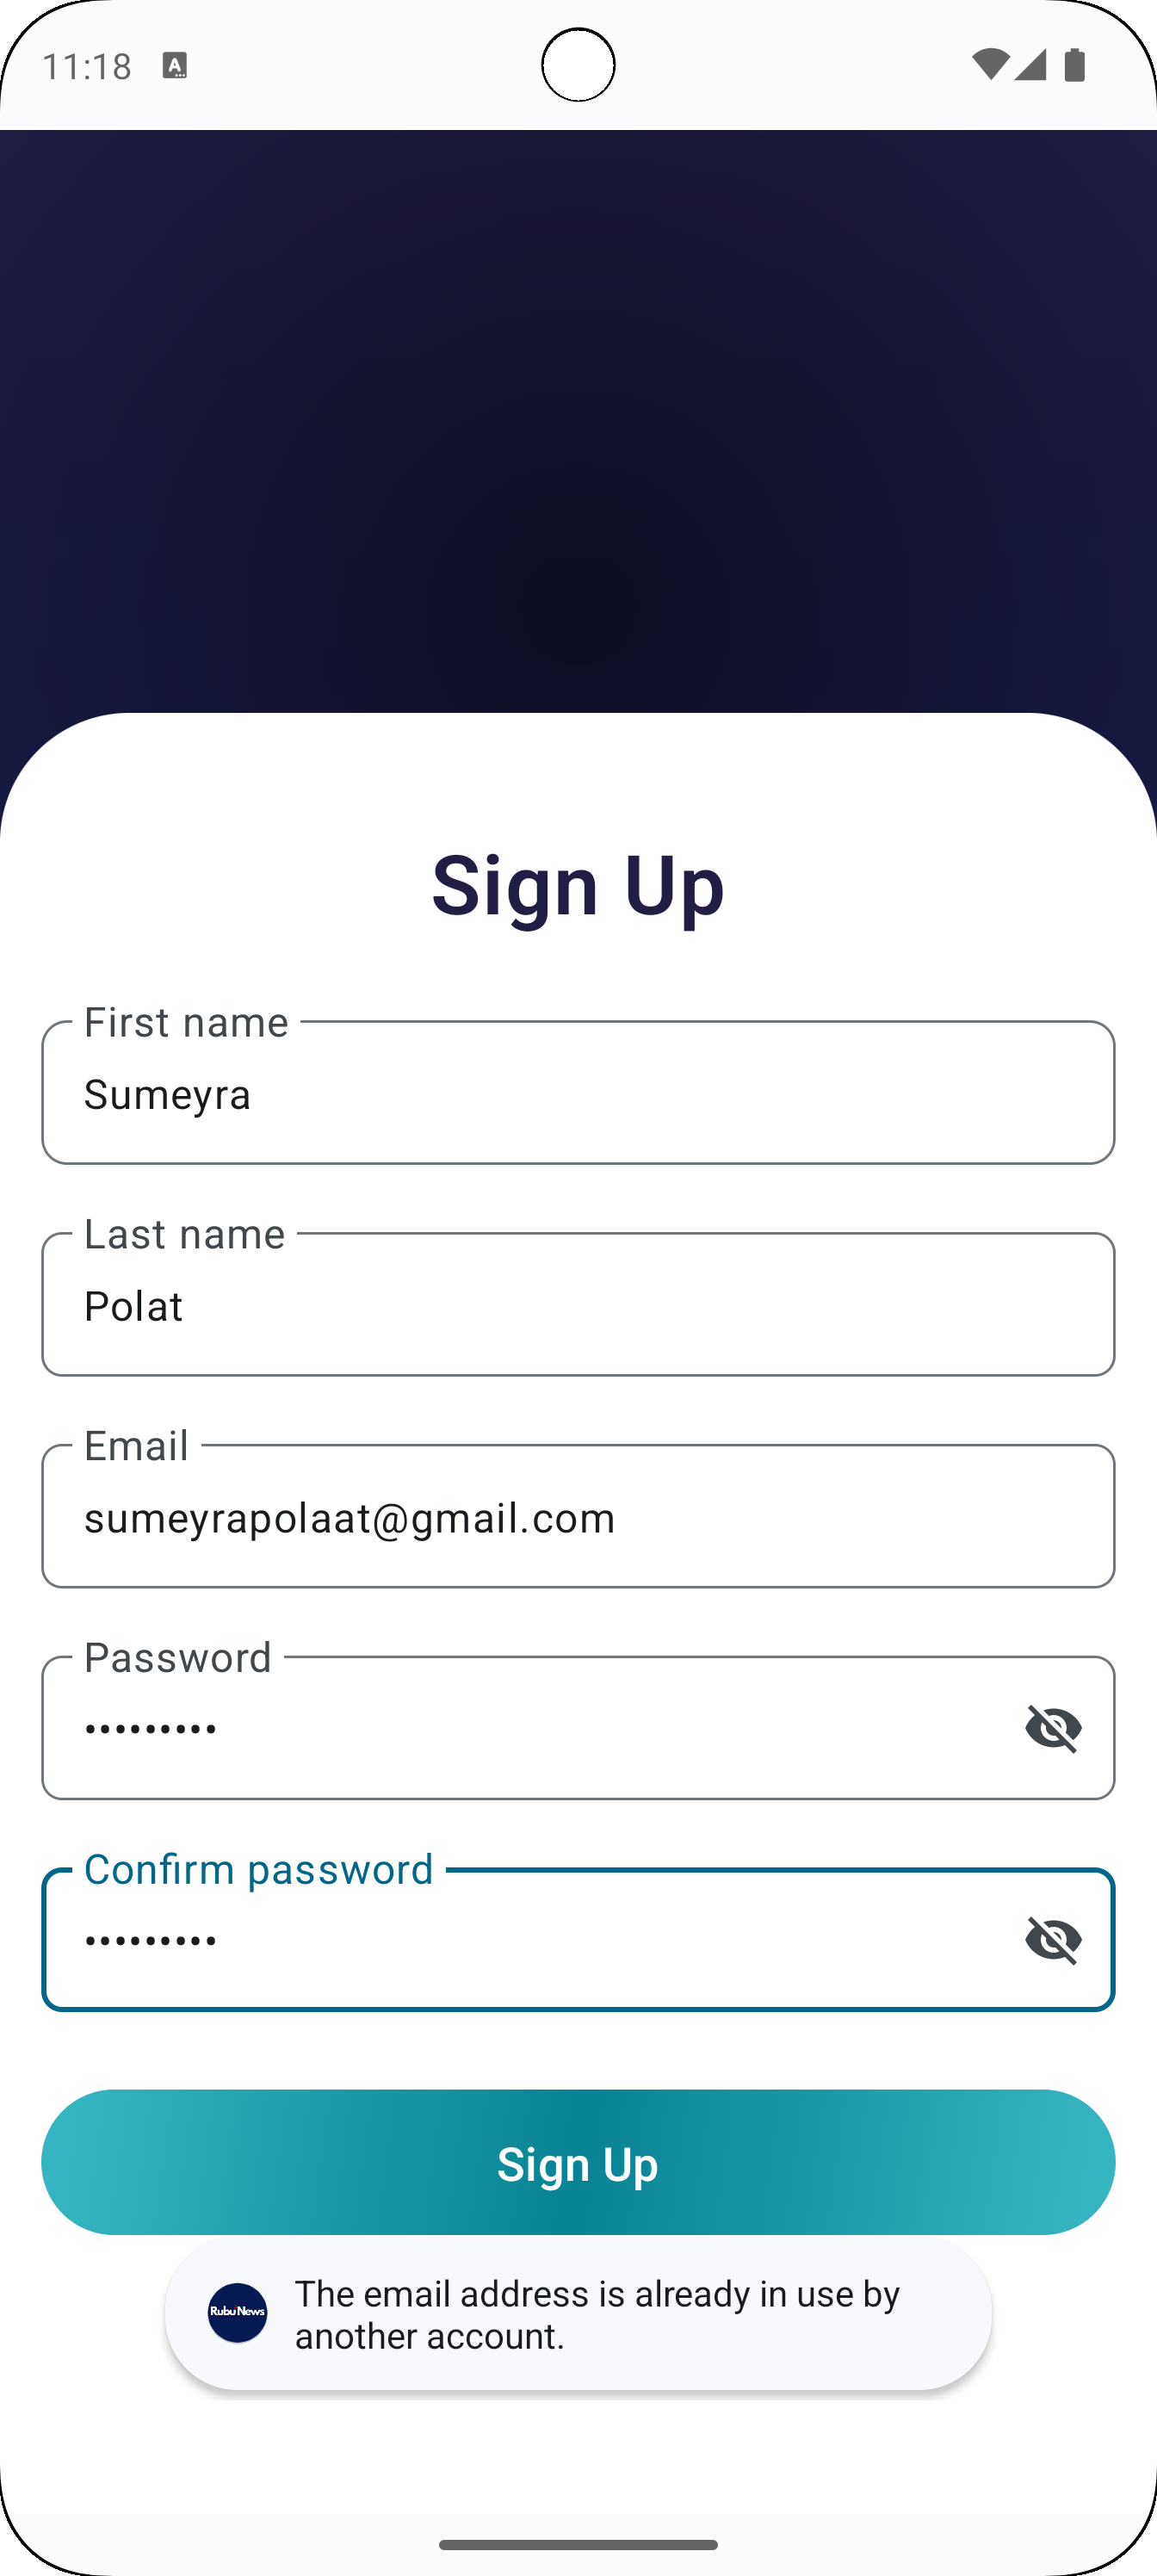 11:18
Sign Up
First name
Sumeyra
Last name
Polat
Email
sumeyrapolaat@gmail.com
Password
•••••••••
Confirm password
•••••••••
Sign Up
Rubu News
The email address is already in use by
another account.